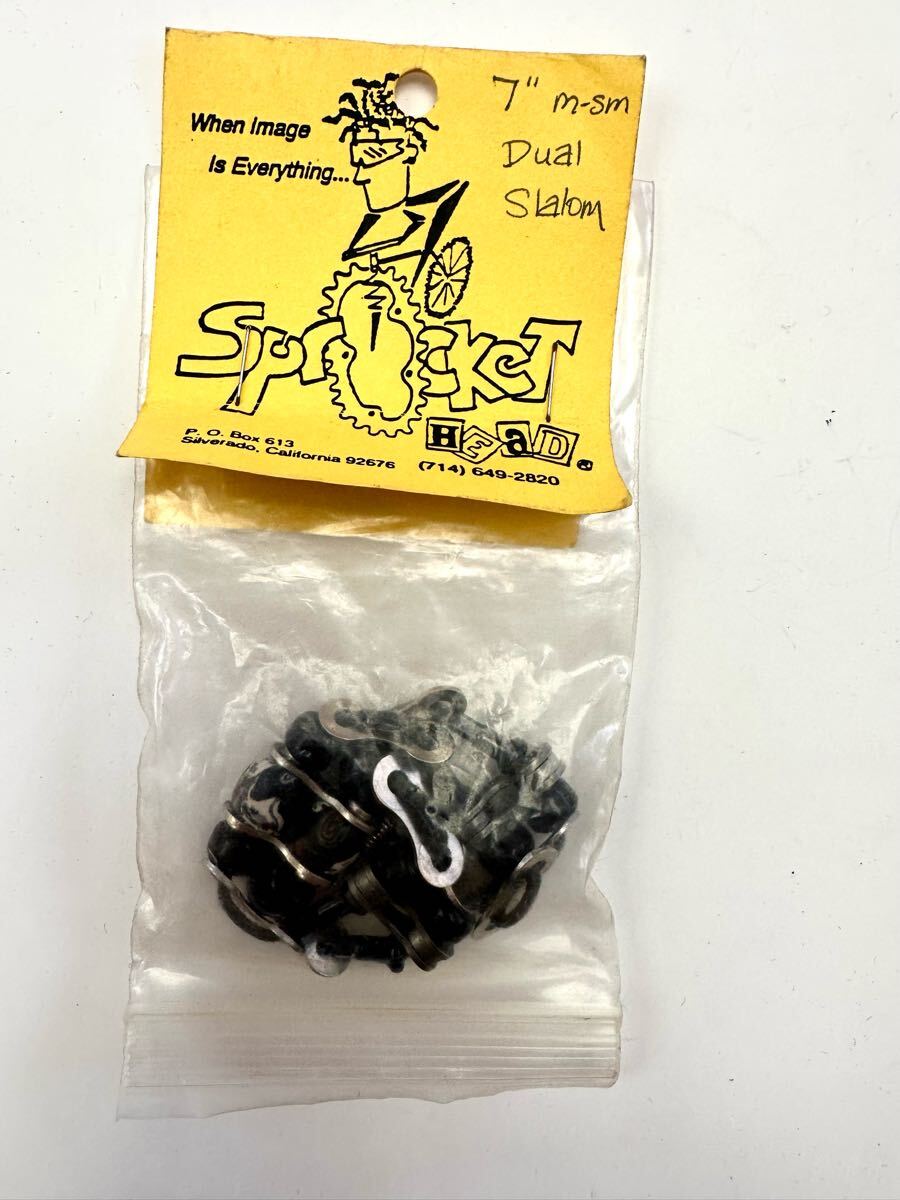 7" m-sm
Dual
Slalom
When Image
Is Everything...
Sprocket
HEaD
P. O. Box 613
Silverado, California 92676 (714) 649-2820